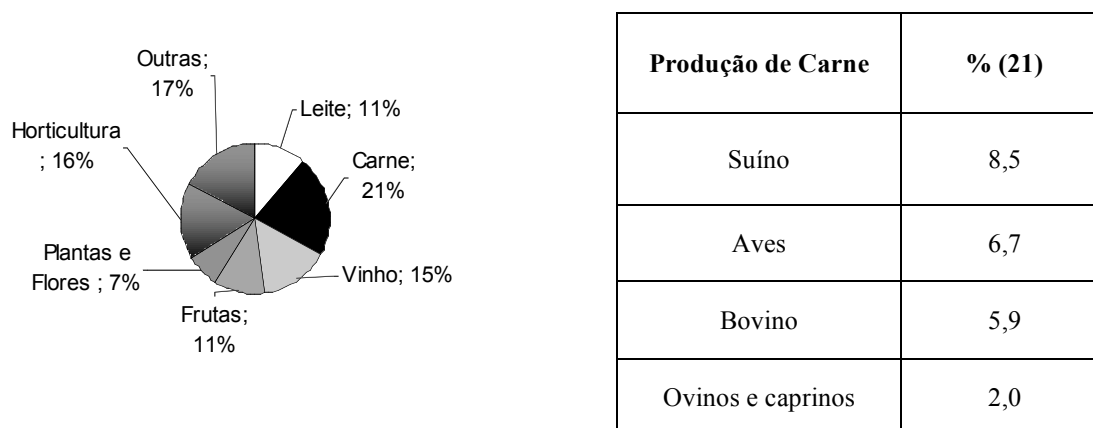 Outras;
17%
Leite; 11%
Horticultura
; 16%
Carne;
21%
Plantas e
Flores ; 7%
Vinho; 15%
Frutas;
11%
Produção de Carne % (21)
Suíno 8,5
Aves 6,7
Bovino 5,9
Ovinos e caprinos 2,0